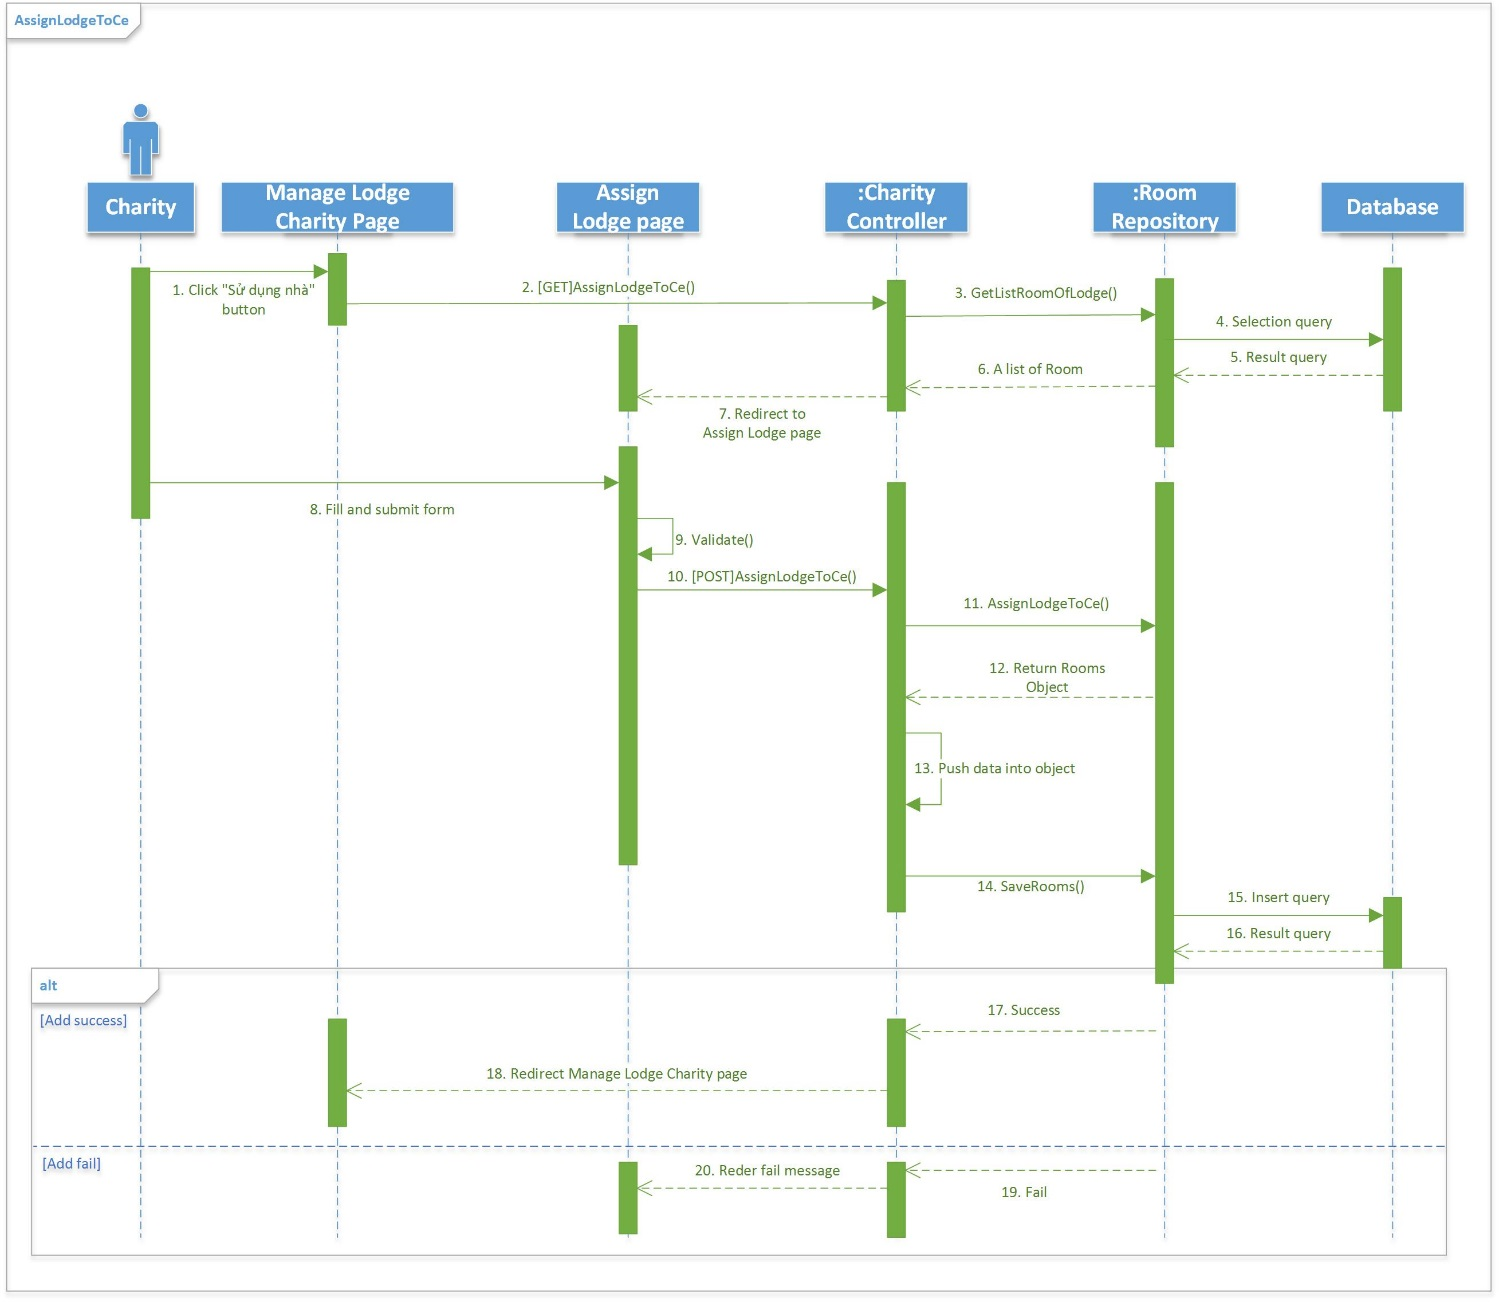 AssignLodgeToCe
Charity
Manage Lodge
Charity Page
Assign
Lodge page
:Charity
Controller
:Room
Repository
Database
1. Click "Sử dụng nhà"
button
2. [GET]AssignLodgeToCe()
3. GetListRoomOfLodge()
4. Selection query
5. Result query
6. A list of Room
7. Redirect to
Assign Lodge page
8. Fill and submit form
9. Validate()
10. [POST]AssignLodgeToCe()
11. AssignLodgeToCe()
12. Return Rooms
Object
13. Push data into object
14. SaveRooms()
15. Insert query
16. Result query
alt
[Add success]
17. Success
18. Redirect Manage Lodge Charity page
[Add fail]
20. Reder fail message
19. Fail